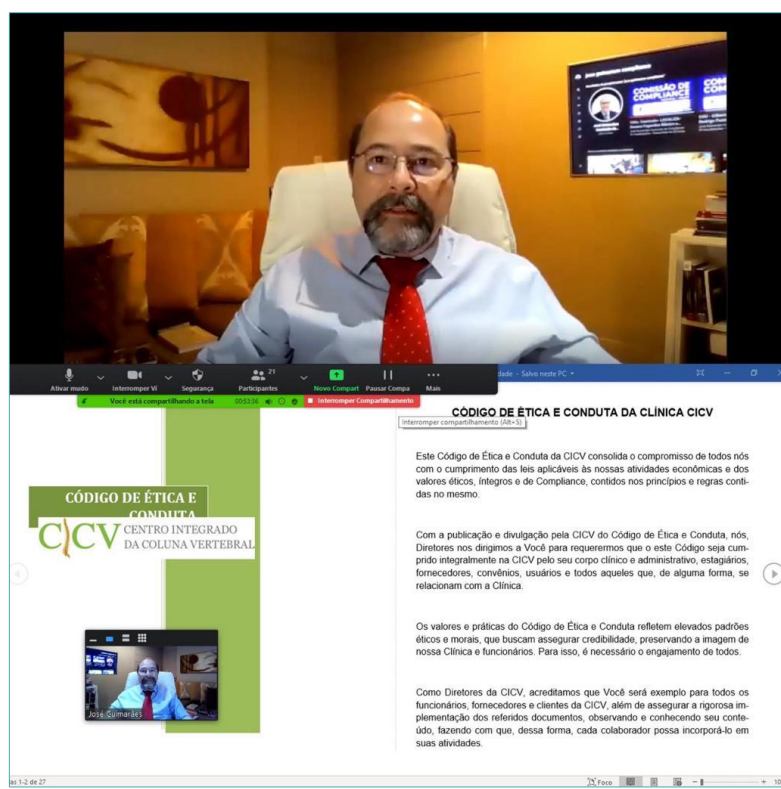 jose guimaraes compliance
COMISSÃO DE
COMPLIANCE
COM
COM
dade - Salvo neste PC
21
Ativar mudo
Interromper Ví
Segurança
Participantes
Novo Compart
Pausar Compa
Mais
Você está compartilhando a tela
00:53:36
Interromper Compartilhamento
Interromper compartilhamento (Alt+S)
CÓDIGO DE ÉTICA E CONDUTA DA CLÍNICA CICV
Este Código de Ética e Conduta da CICV consolida o compromisso de todos nós
com o cumprimento das leis aplicáveis às nossas atividades econômicas e dos
valores éticos, íntegros e de Compliance, contidos nos princípios e regras conti-
das no mesmo.
Com a publicação e divulgação pela CICV do Código de Ética e Conduta, nós,
Diretores nos dirigimos a Você para requerermos que o este Código seja cum-
prido integralmente na CICV pelo seu corpo clínico e administrativo, estagiários,
fornecedores, convênios, usuários e todos aqueles que, de alguma forma, se
relacionam com a Clínica.
Os valores e práticas do Código de Ética e Conduta refletem elevados padrões
éticos e morais, que buscam assegurar credibilidade, preservando a imagem de
nossa Clínica e funcionários. Para isso, é necessário o engajamento de todos.
Como Diretores da CICV, acreditamos que Você será exemplo para todos os
funcionários, fornecedores e clientes da CICV, além de assegurar a rigorosa im-
plementação dos referidos documentos, observando e conhecendo seu conte-
údo, fazendo com que, dessa forma, cada colaborador possa incorporá-lo em
suas atividades.
CÓDIGO DE ÉTICA E
CONDUTA
CICV
CENTRO INTEGRADO
DA COLUNA VERTEBRAL
José Guimarães
as 1-2 de 27
Foco
10